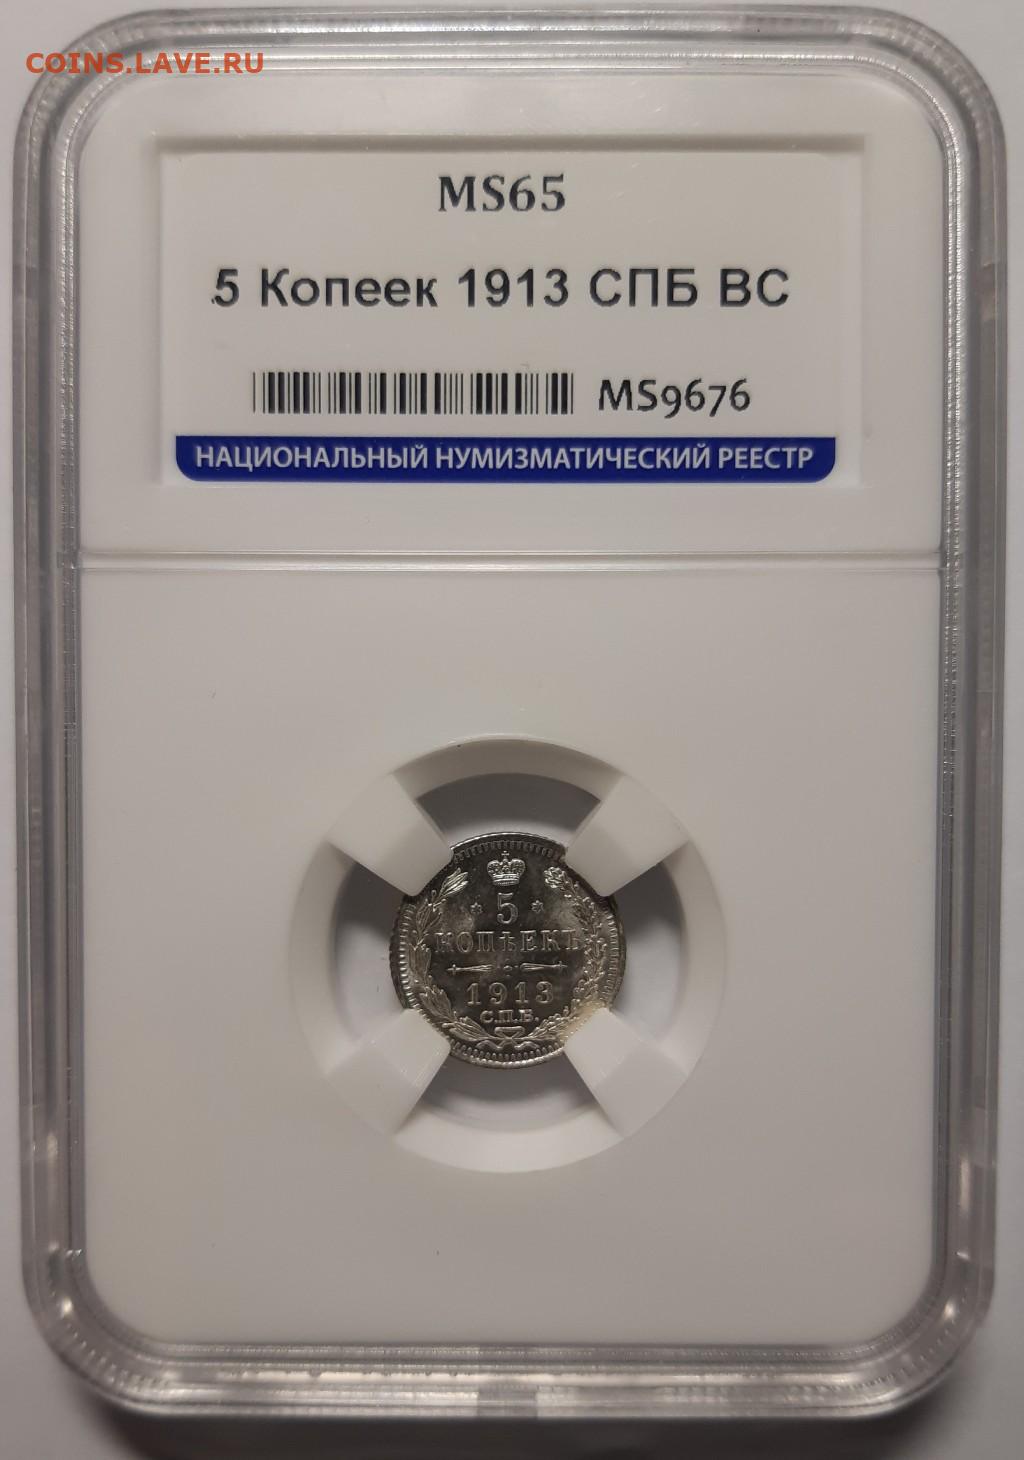 COINS.LAVE.RU
MS65
5 Копеек 1913 СПБ ВС
MS9676
НАЦИОНАЛЬНЫЙ НУМИЗМАТИЧЕСКИЙ РЕЕСТР
5
КОПѢЕКЪ
1913
С.П.Б.